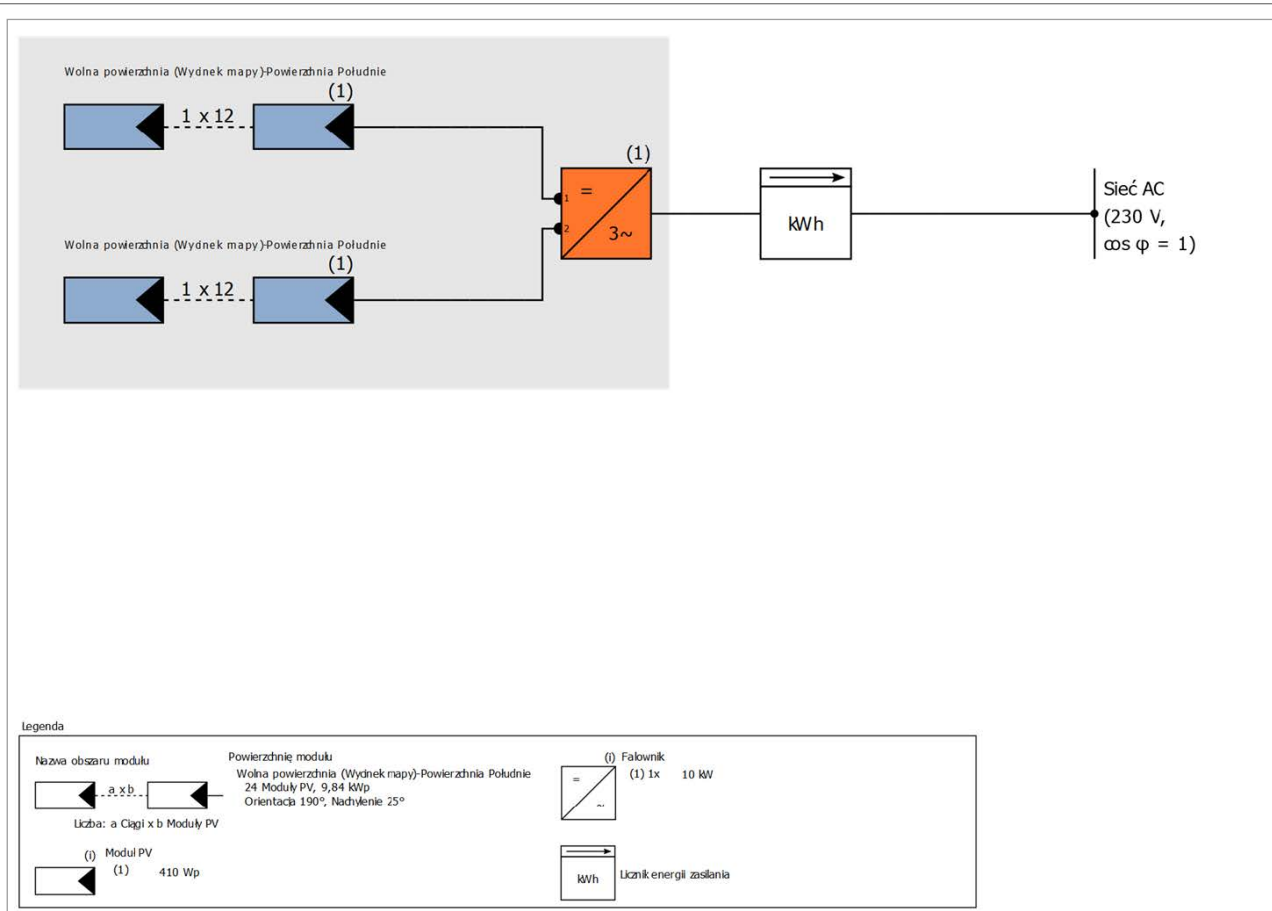 Wolna powierzchnia (Wycinek mapy)-Powierzchnia Południe
(1)
1 x 12
(1)
=
1
2
3~
kWh
Sieć AC
(230 V,
cos φ = 1)
Wolna powierzchnia (Wycinek mapy)-Powierzchnia Południe
(1)
1 x 12
Legenda
Nazwa obszaru modułu
a x b
Liczba: a Ciągi x b Moduły PV
(i) Moduł PV
(1) 410 Wp
Powierzchnię modułu
Wolna powierzchnia (Wycinek mapy)-Powierzchnia Południe
24 Moduły PV, 9,84 kWp
Orientacja 190°, Nachylenie 25°
(i) Falownik
(1) 1x 10 kW
=
~
kWh
Licznik energii zasilania